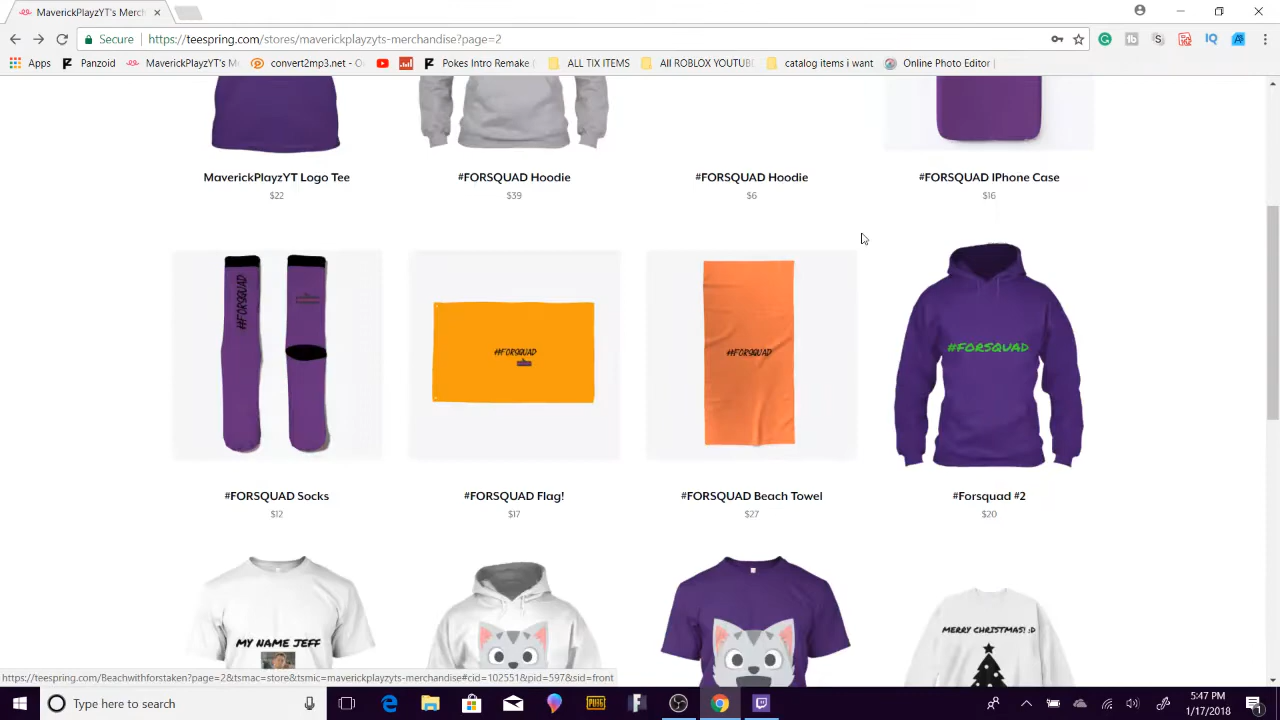 MaverickPlayzYT's Merch
Secure
https://teespring.com/stores/maverickplayzyts-merchandise?page=2
Apps
Panzoid
MaverickPlayzYT's M
convert2mp3.net - O
Pokes Intro Remake
ALL TIX ITEMS
All ROBLOX YOUTUB
catalog items i want
Online Photo Editor
MaverickPlayzYT Logo Tee
$22
#FORSQUAD Hoodie
$39
#FORSQUAD Hoodie
$6
#FORSQUAD IPhone Case
$16
#FORSQUAD
#FORSQUAD
#FORSQUAD
#FORSQUAD
#FORSQUAD Socks
$12
#FORSQUAD Flag!
$17
#FORSQUAD Beach Towel
$27
#Forsquad #2
$20
MY NAME JEFF
MERRY CHRISTMAS! :D
https://teespring.com/Beachwithforstaken?page=2&tsmac=store&tsmic=maverickplayzyts-merchandise#cid=102551&pid=597&sid=front
Type here to search
PUBG
5:47 PM
1/17/2018
1